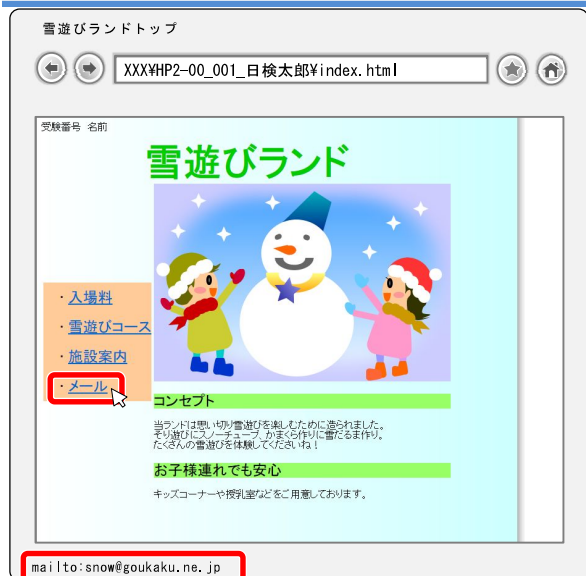 雪遊びランドトップ
XXX¥HP2-00_001_日検太郎¥index.html
受験番号 名前
雪遊びランド
・入場料
・雪遊びコース
・施設案内
・メール
コンセプト
当ランドは思い切り雪遊びを楽しむために造られました。
そり遊びにスノーチューブ、かまくら作りに雪だるま作り。
たくさんの雪遊びを体験してくださいね！
お子様連れでも安心
キッズコーナーや授乳室などをご用意しております。
mailto:snow@goukaku.ne.jp